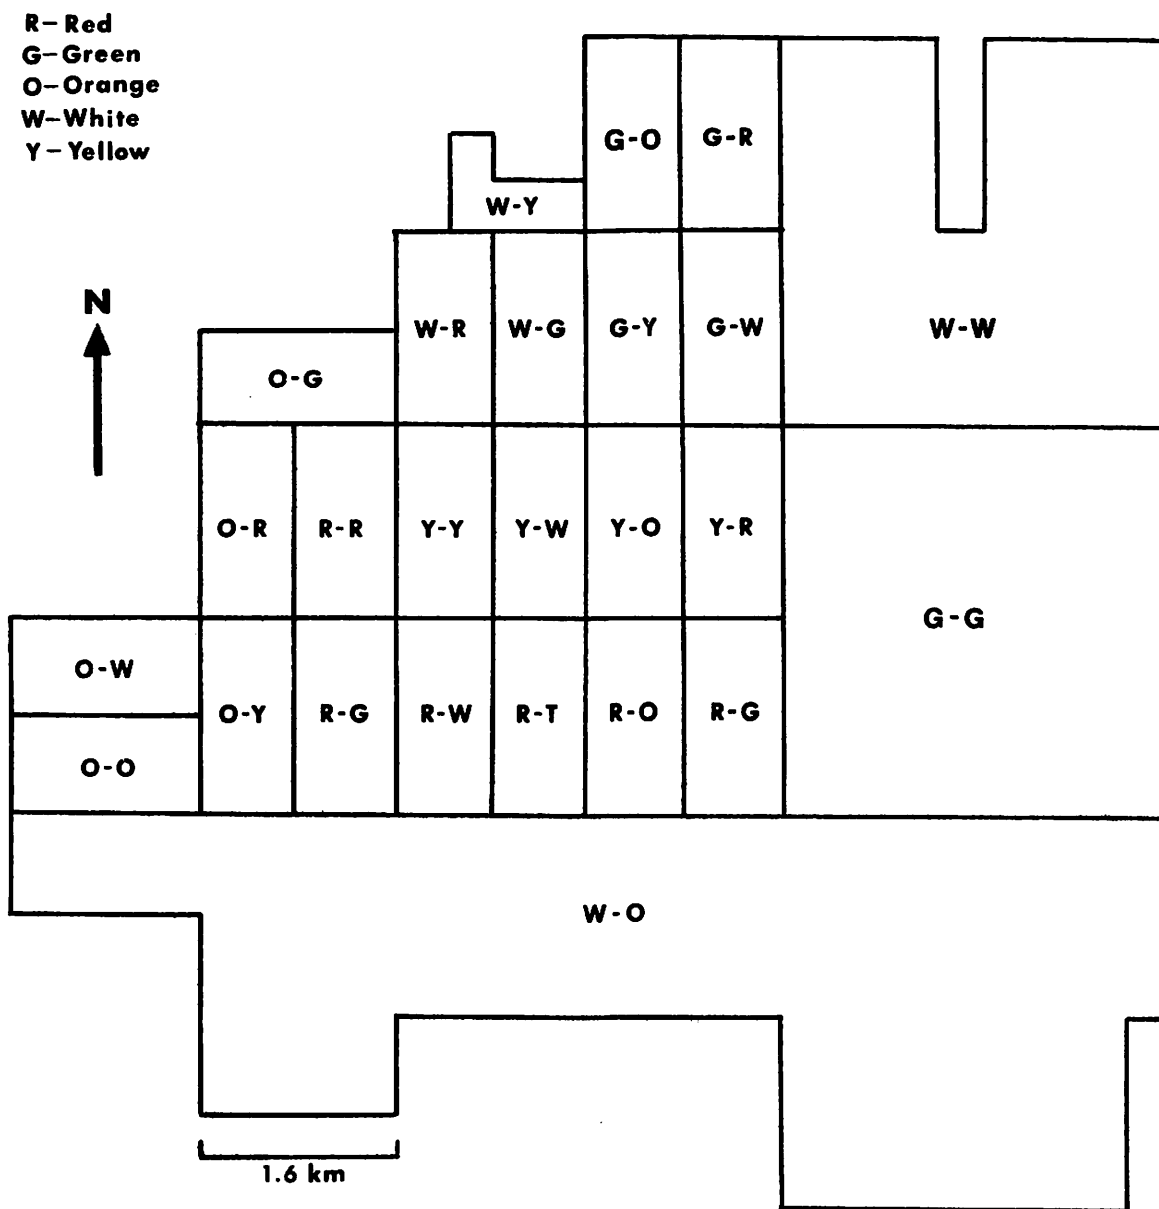 R-Red
G-Green
O-Orange
W-White
Y-Yellow
G-O G-R
W-Y
N
W-R W-G G-Y G-W W-W
O-G
O-R R-R Y-Y Y-W Y-O Y-R
G-G
O-W
O-Y R-G R-W R-T R-O R-G
O-O
W-O
1.6 km